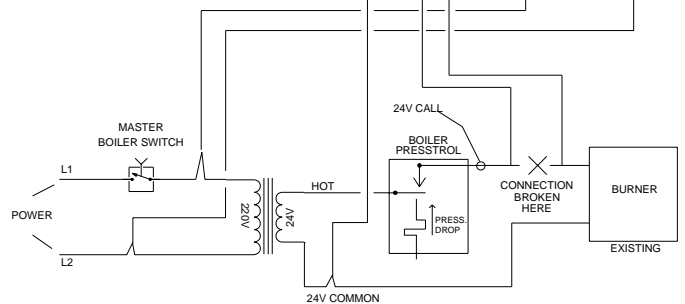 24V CALL
MASTER
BOILER SWITCH
BOILER
PRESSTROL
L1
HOT
CONNECTION
BROKEN
HERE
BURNER
POWER
220V
24V
PRESS.
DROP
EXISTING
L2
24V COMMON